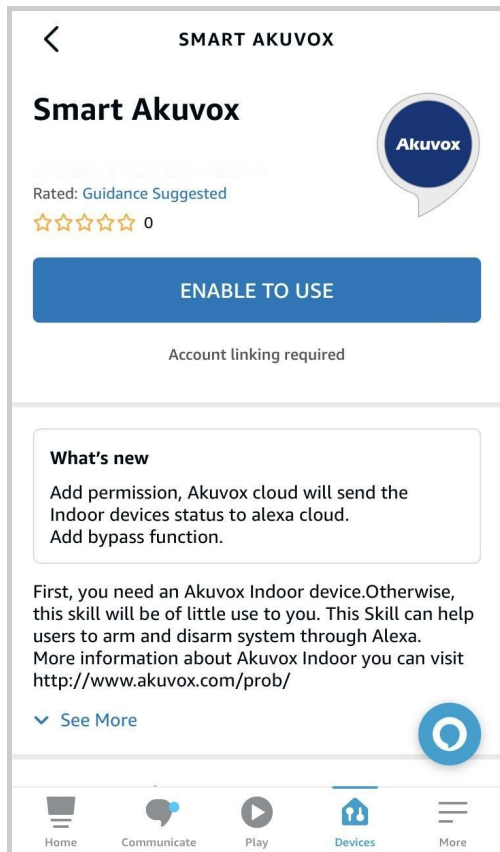 SMART AKUVOX
Smart Akuvox
Akuvox
Rated: Guidance Suggested
0
ENABLE TO USE
Account linking required
What's new
Add permission, Akuvox cloud will send the
Indoor devices status to alexa cloud.
Add bypass function.
First, you need an Akuvox Indoor device.Otherwise,
this skill will be of little use to you. This Skill can help
users to arm and disarm system through Alexa.
More information about Akuvox Indoor you can visit
http://www.akuvox.com/prob/
See More
Home Communicate Play Devices More